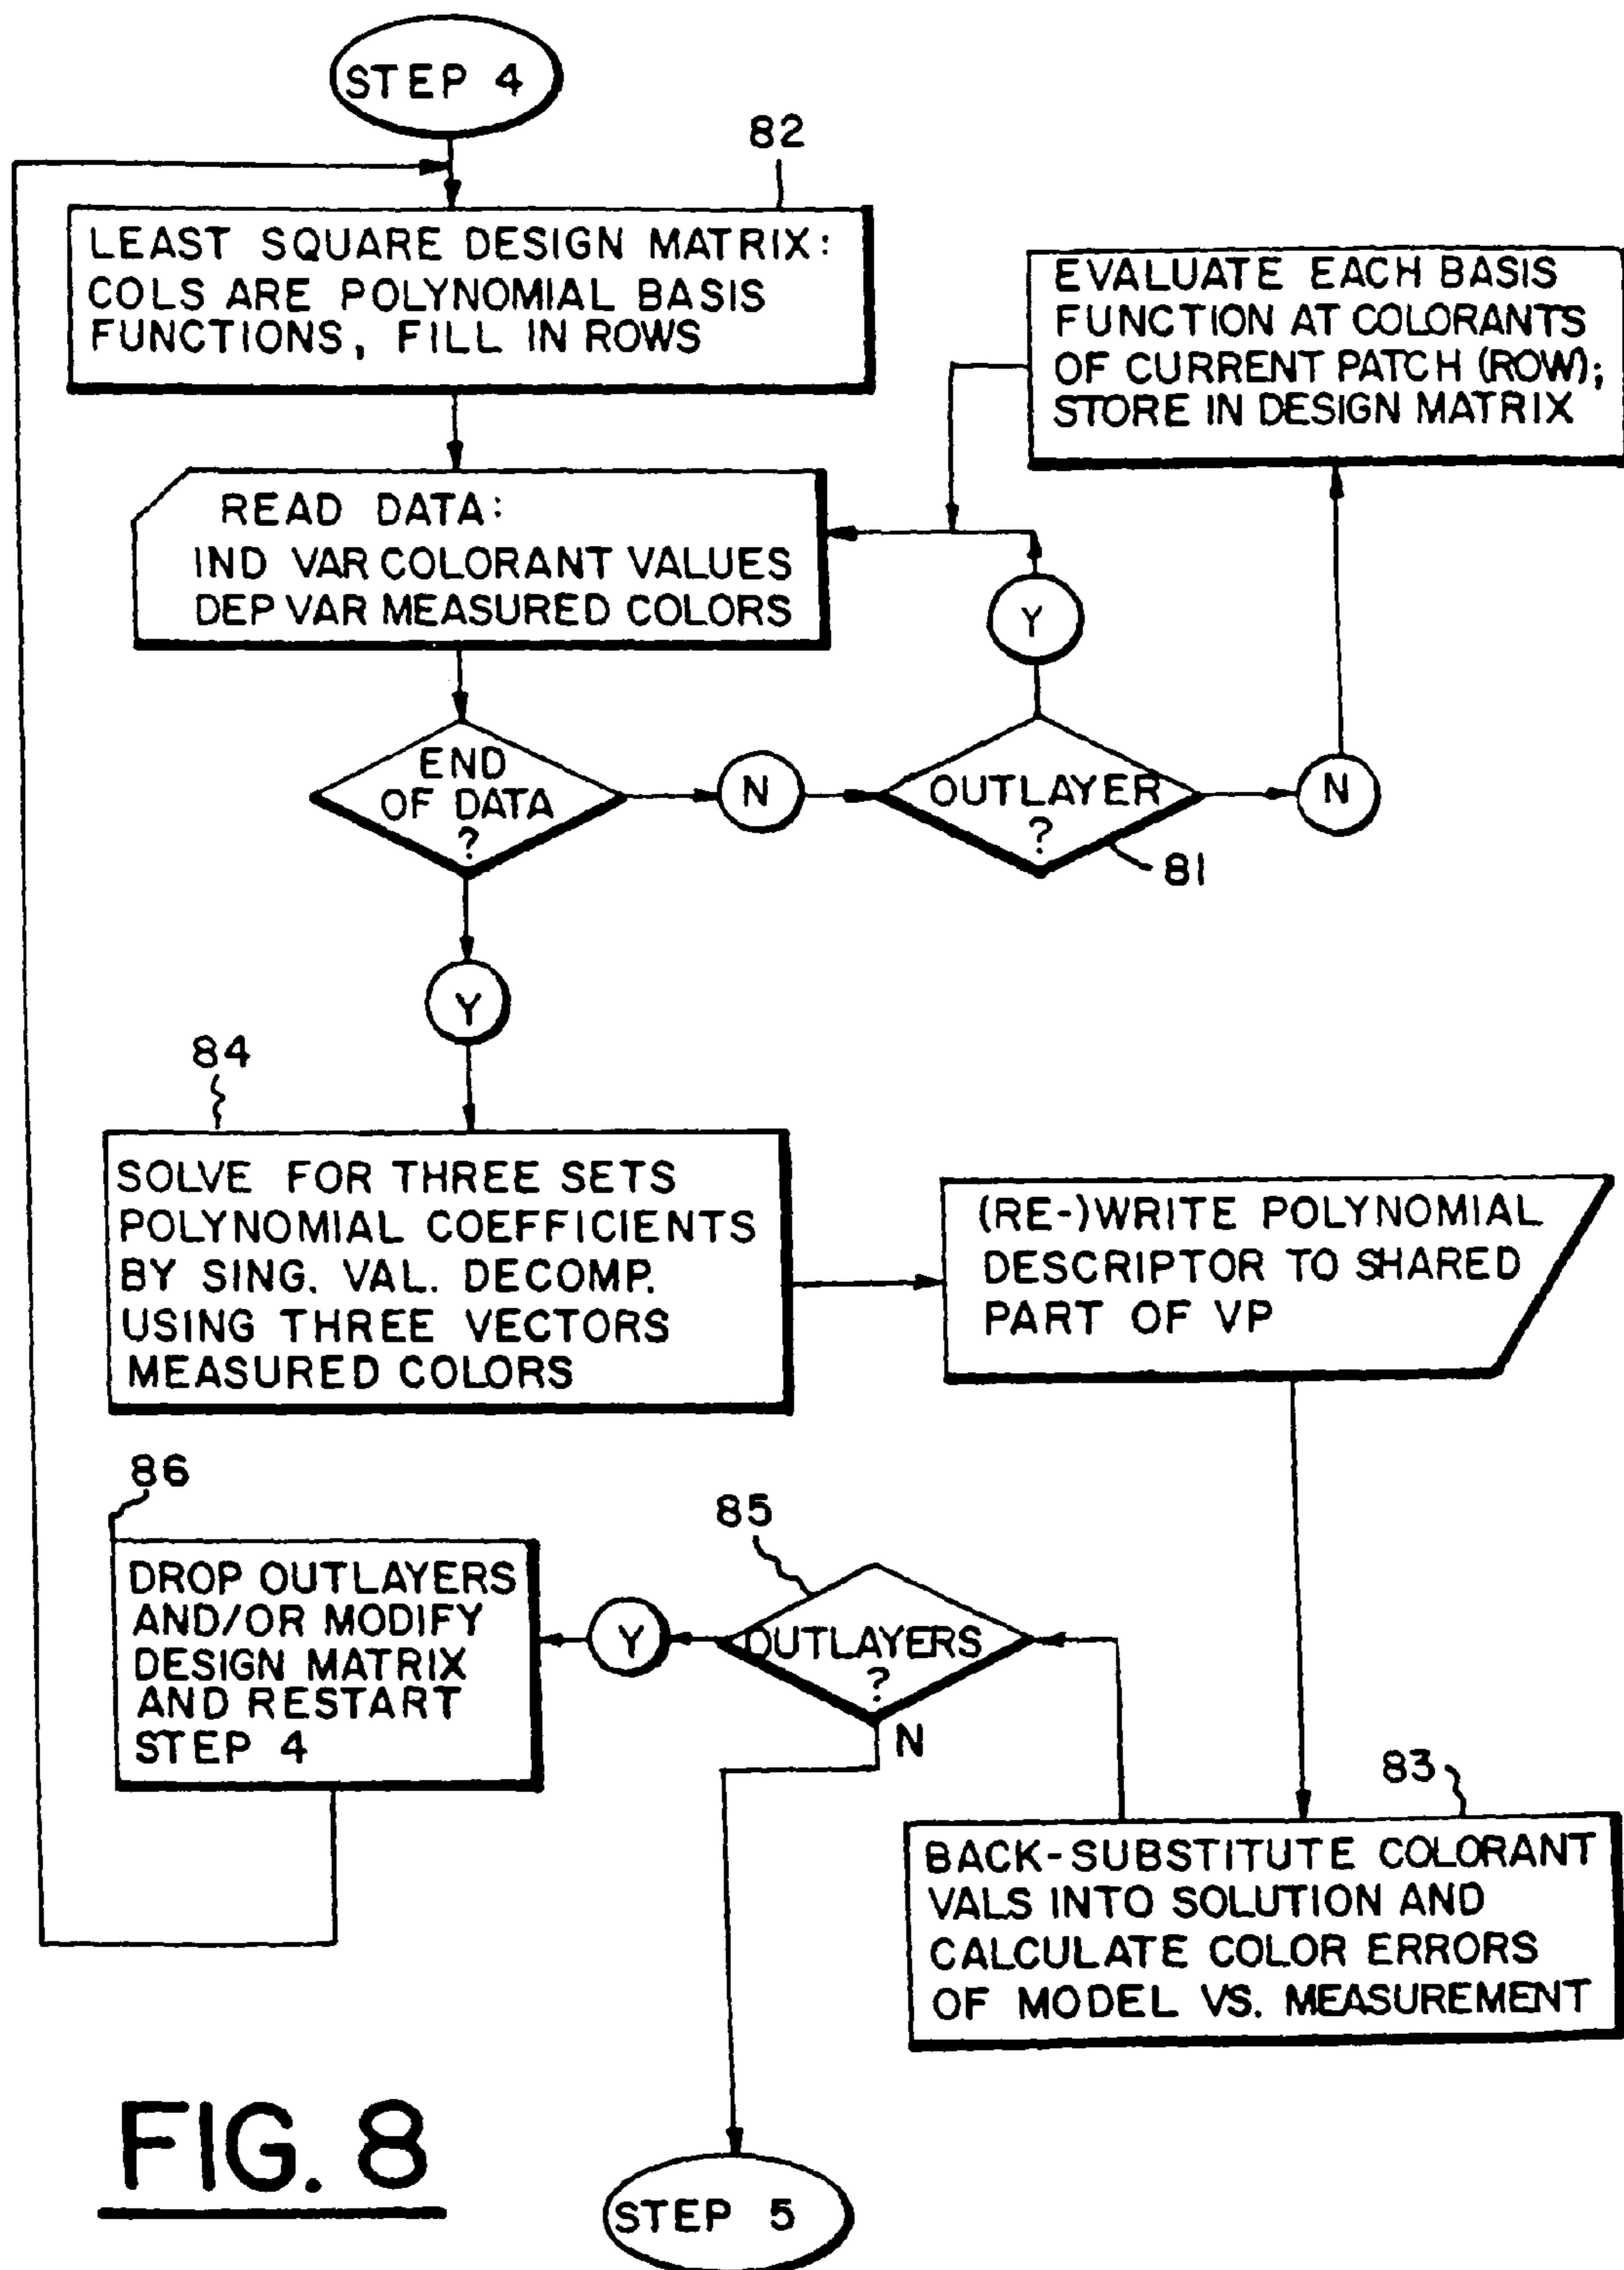 STEP 4
82
LEAST SQUARE DESIGN MATRIX:
COLS ARE POLYNOMIAL BASIS
FUNCTIONS, FILL IN ROWS
EVALUATE EACH BASIS
FUNCTION AT COLORANTS
OF CURRENT PATCH (ROW);
STORE IN DESIGN MATRIX
READ DATA:
IND VAR COLORANT VALUES
DEP VAR MEASURED COLORS
Y
END
OF DATA
?
N
OUTLAYER
?
N
81
Y
84
SOLVE FOR THREE SETS
POLYNOMIAL COEFFICIENTS
BY SING. VAL. DECOMP.
USING THREE VECTORS
MEASURED COLORS
(RE-)WRITE POLYNOMIAL
DESCRIPTOR TO SHARED
PART OF VP
86
DROP OUTLAYERS
AND/OR MODIFY
DESIGN MATRIX
AND RESTART
STEP 4
Y
85
OUTLAYERS
?
N
83
BACK-SUBSTITUTE COLORANT
VALS INTO SOLUTION AND
CALCULATE COLOR ERRORS
OF MODEL VS. MEASUREMENT
FIG. 8
STEP 5